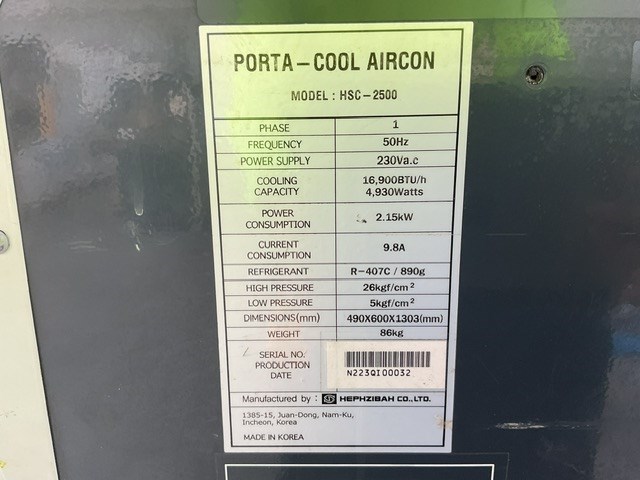 PORTA-COOL AIRCON
MODEL : HSC-2500
PHASE 1
FREQUENCY 50Hz
POWER SUPPLY 230Va.c
COOLING CAPACITY 16,900BTU/h 4,930Watts
POWER CONSUMPTION 2.15kW
CURRENT CONSUMPTION 9.8A
REFRIGERANT R-407C / 890g
HIGH PRESSURE 26kgf/cm²
LOW PRESSURE 5kgf/cm²
DIMENSIONS(mm) 490X600X1303(mm)
WEIGHT 86kg
SERIAL NO.
PRODUCTION
DATE
N223QI00032
Manufactured by : HEPHZIBAH CO.,LTD.
1385-15, Juan-Dong, Nam-Ku,
Incheon, Korea
MADE IN KOREA